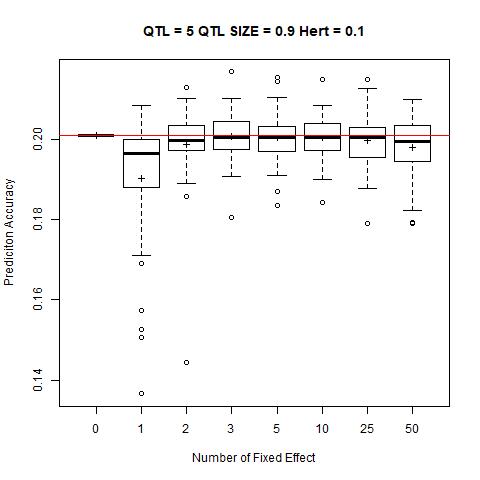 QTL = 5 QTL SIZE = 0.9 Hert = 0.1
Prediciton Accuracy
0.20
0.18
0.16
0.14
0 1 2 3 5 10 25 50
Number of Fixed Effect